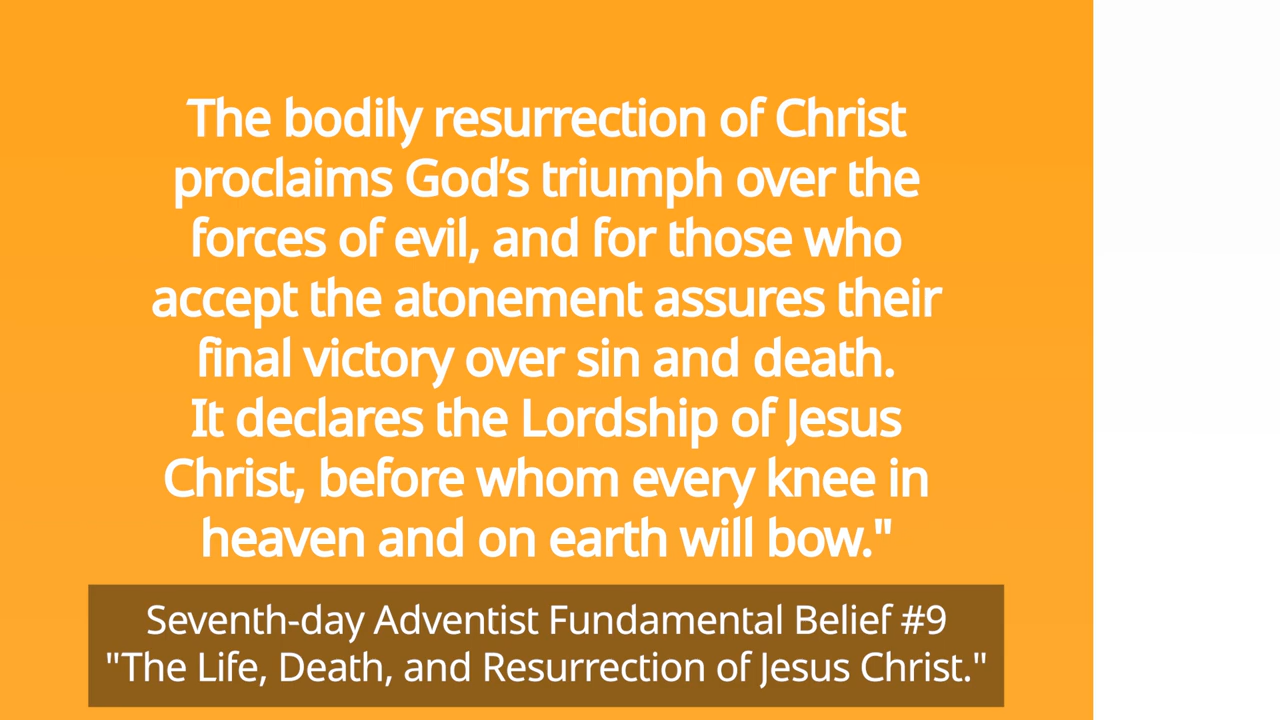 The bodily resurrection of Christ
proclaims God’s triumph over the
forces of evil, and for those who
accept the atonement assures their
final victory over sin and death.
It declares the Lordship of Jesus
Christ, before whom every knee in
heaven and on earth will bow."
Seventh-day Adventist Fundamental Belief #9
"The Life, Death, and Resurrection of Jesus Christ."